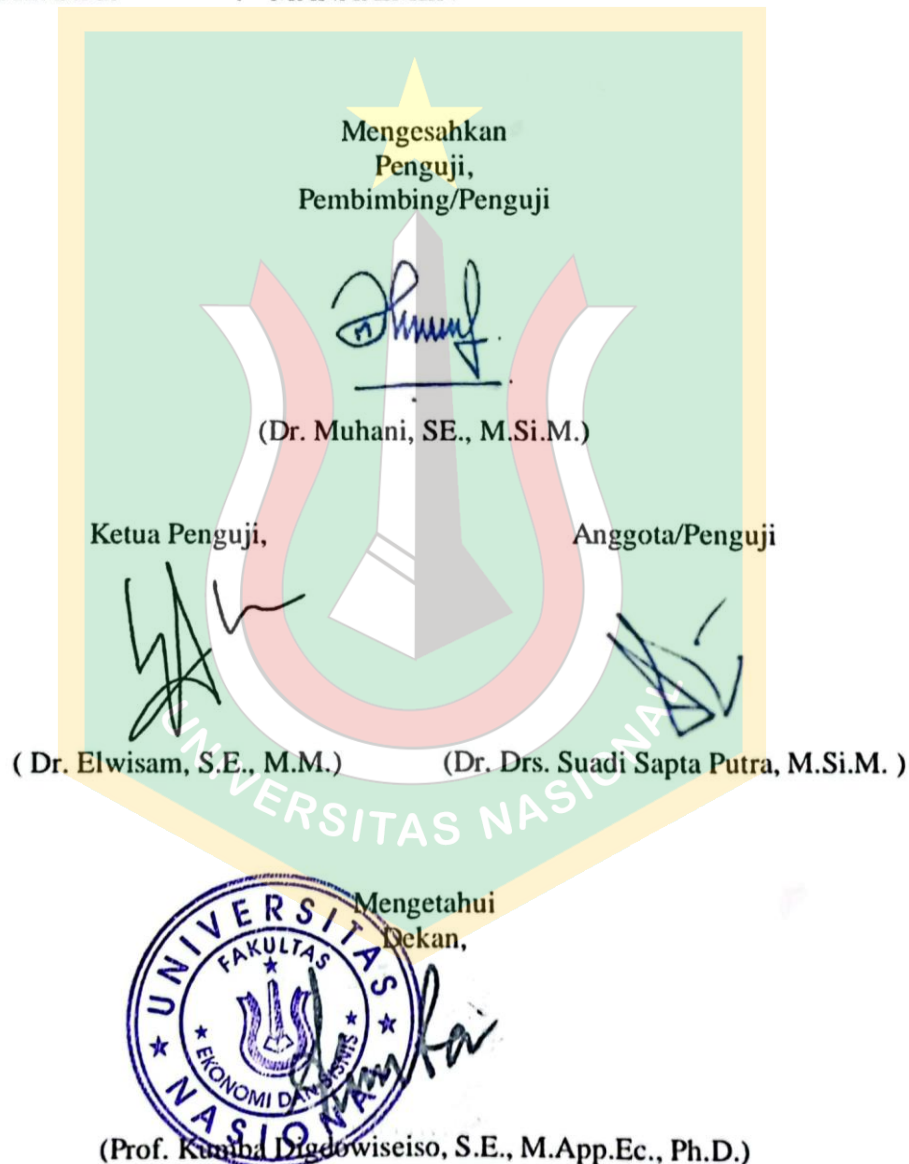 Mengesahkan
Penguji,
Pembimbing/Penguji
(Dr. Muhani, SE., M.Si.M.)
Ketua Penguji,
Anggota/Penguji
( Dr. Elwisam, S.E., M.M.)
(Dr. Drs. Suadi Sapta Putra, M.Si.M. )
UNIVERSITAS NASIONAL
Mengetahui
Dekan,
UNIVERSITAS
NASIONAL
FAKULTAS
EKONOMI DAN BISNIS
(Prof. Kumba Digdowiseiso, S.E., M.App.Ec., Ph.D.)